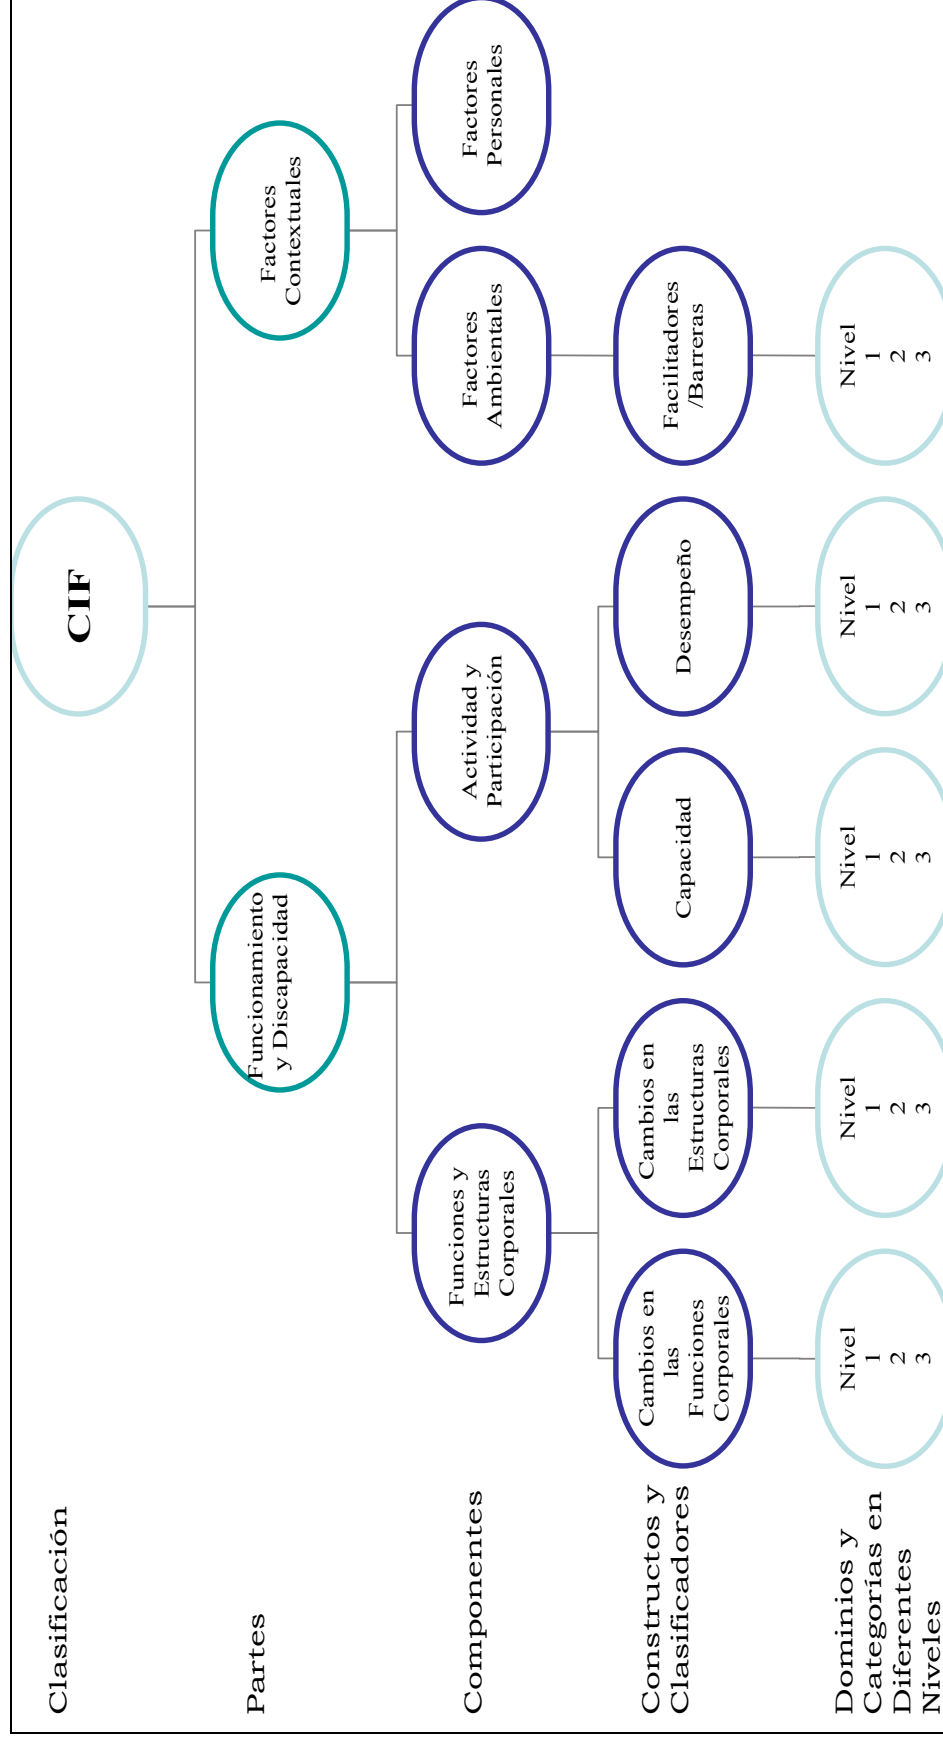 Clasificación
CIF
Partes
Funcionamiento
y Discapacidad
Factores
Contextuales
Componentes
Funciones y
Estructuras
Corporales
Actividad y
Participación
Factores
Ambientales
Factores
Personales
Constructos y
Clasificadores
Cambios en
las
Funciones
Corporales
Cambios en
las
Estructuras
Corporales
Capacidad
Desempeño
Facilitadores
/Barreras
Dominios y
Categorías en
Diferentes
Niveles
Nivel
1
2
3
Nivel
1
2
3
Nivel
1
2
3
Nivel
1
2
3
Nivel
1
2
3